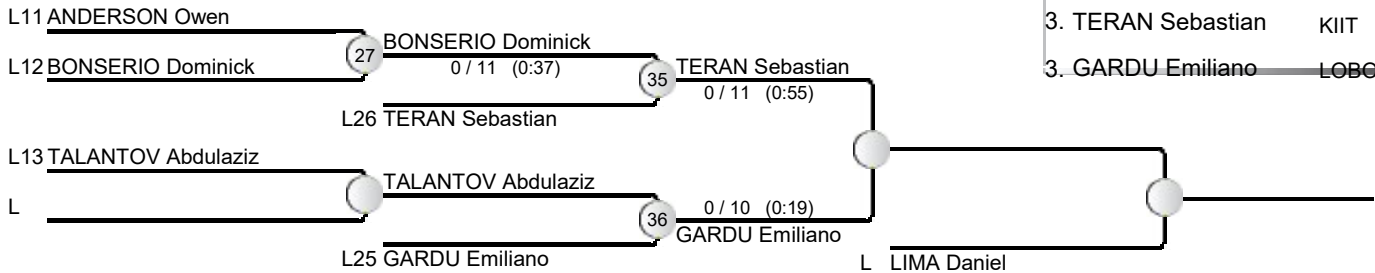 L11 ANDERSON Owen
3. TERAN Sebastian KIIT
27 BONSERIO Dominick
L12 BONSERIO Dominick
0 / 11 (0:37)
35 TERAN Sebastian
3. GARDU Emiliano LOBO
0 / 11 (0:55)
L26 TERAN Sebastian
L13 TALANTOV Abdulaziz
TALANTOV Abdulaziz
L
36 0 / 10 (0:19)
GARDU Emiliano
L25 GARDU Emiliano
L LIMA Daniel